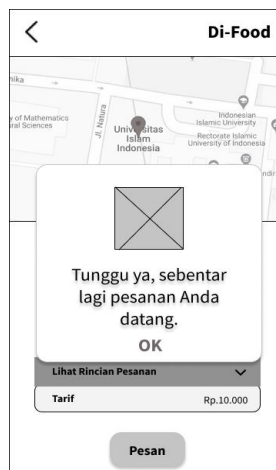 Di-Food
nika
y of Mathematics
ral Sciences
Jl. Natura
Universitas
Islam
Indonesia
Indonesian
Islamic University
Rectorate Islamic
University of Indonesia
Tunggu ya, sebentar
lagi pesanan Anda
datang.
OK
Lihat Rincian Pesanan
Tarif
Rp.10.000
Pesan